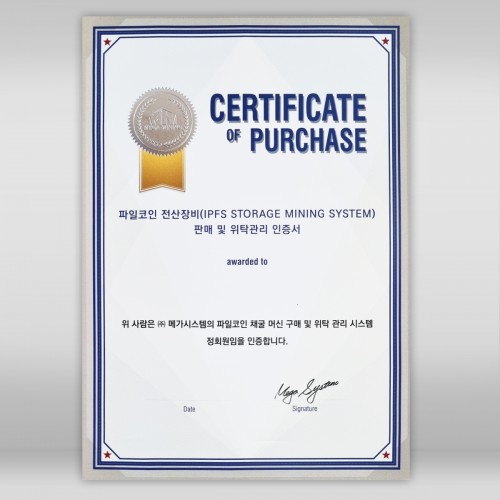 CERTIFICATE
OF PURCHASE
파일코인 전산장비(IPFS STORAGE MINING SYSTEM)
판매 및 위탁관리 인증서
awarded to
위 사람은 ㈜ 메가시스템의 파일코인 채굴 머신 구매 및 위탁 관리 시스템
정회원임을 인증합니다.
Mega Systems
Date
Signature